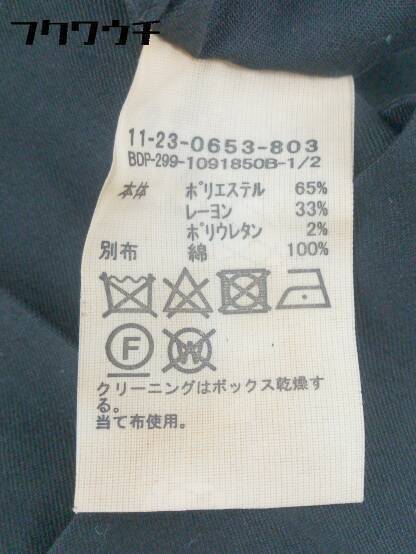 フクウウチ
11-23-0653-803
BDP-299-1091850B-1/2
本体 ポリエステル 65%
レーヨン 33%
ポリウレタン 2%
別布 綿 100%
F W
クリーニングはボックス乾燥す
る。
当て布使用。